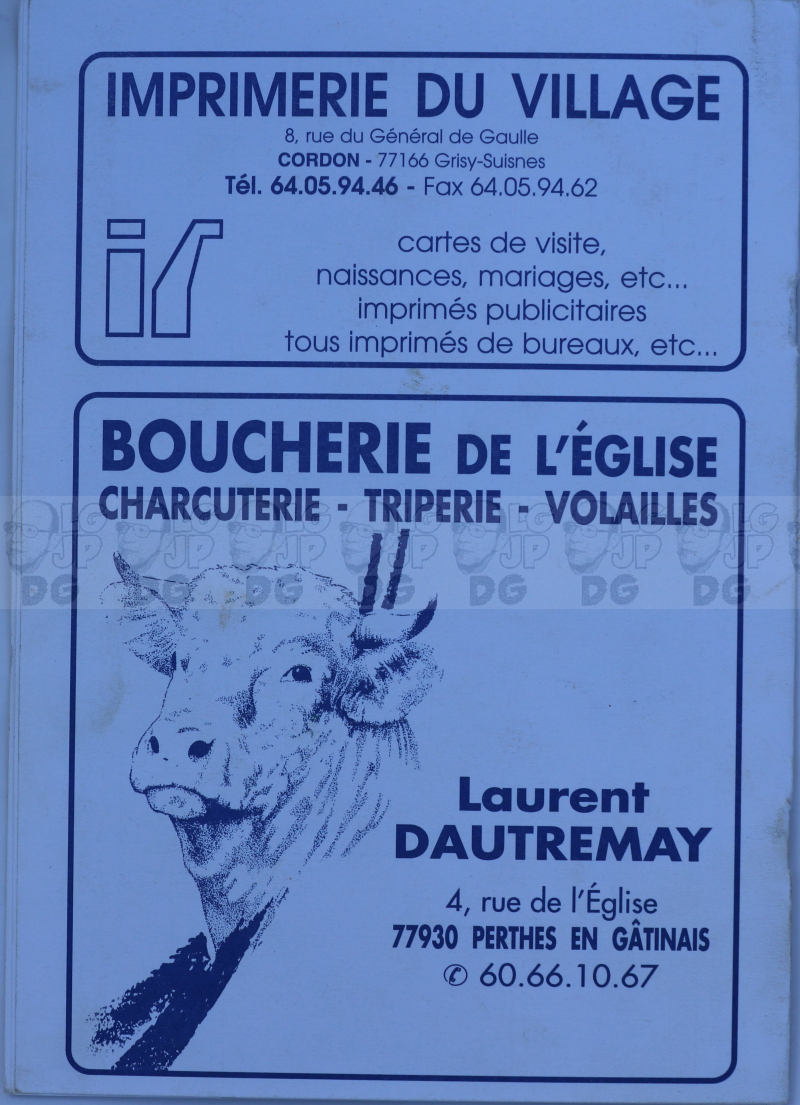 IMPRIMERIE DU VILLAGE
8, rue du Général de Gaulle
CORDON - 77166 Grisy-Suisnes
Tél. 64.05.94.46 - Fax 64.05.94.62
cartes de visite,
naissances, mariages, etc...
imprimés publicitaires
tous imprimés de bureaux, etc...
BOUCHERIE DE L'ÉGLISE
CHARCUTERIE - TRIPERIE - VOLAILLES
Laurent
DAUTREMAY
4, rue de l'Église
77930 PERTHES EN GÂTINAIS
✆ 60.66.10.67